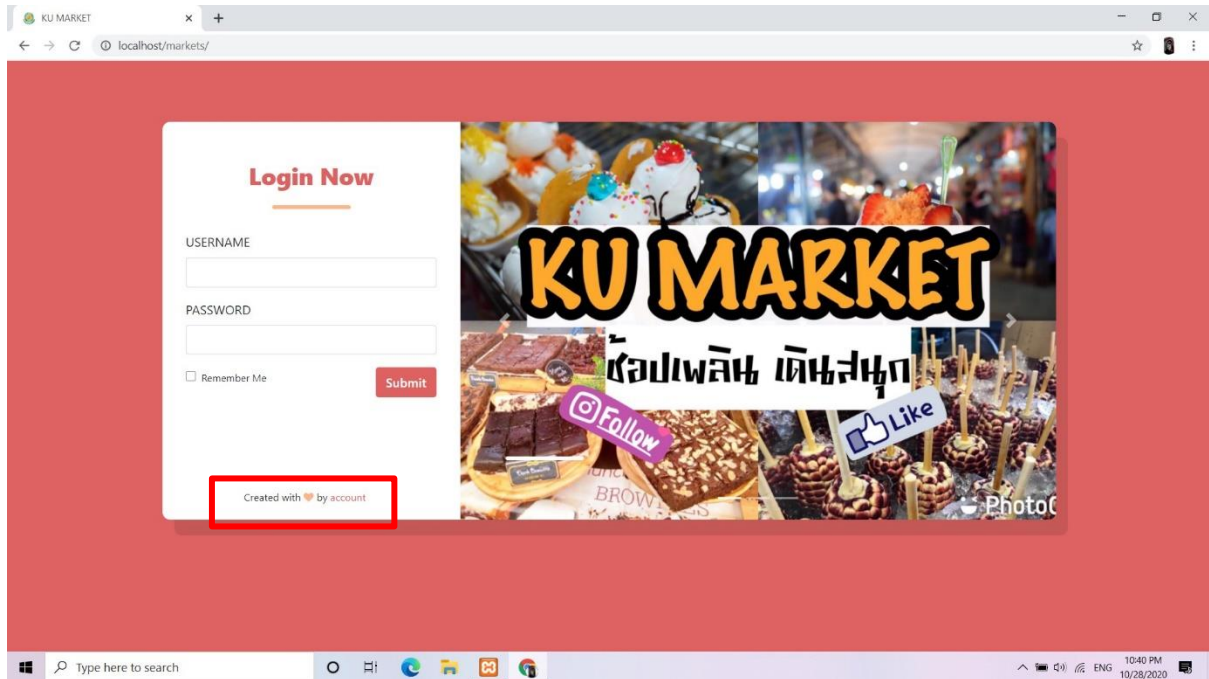 KU MARKET
localhost/markets/
Login Now
USERNAME
PASSWORD
Remember Me
Submit
Created with 🧡 by account
KU MARKET
ช้อปเพลิน เดินสนุก
Follow
Like
BROW
PhotoG
Type here to search
ENG
10:40 PM
10/28/2020